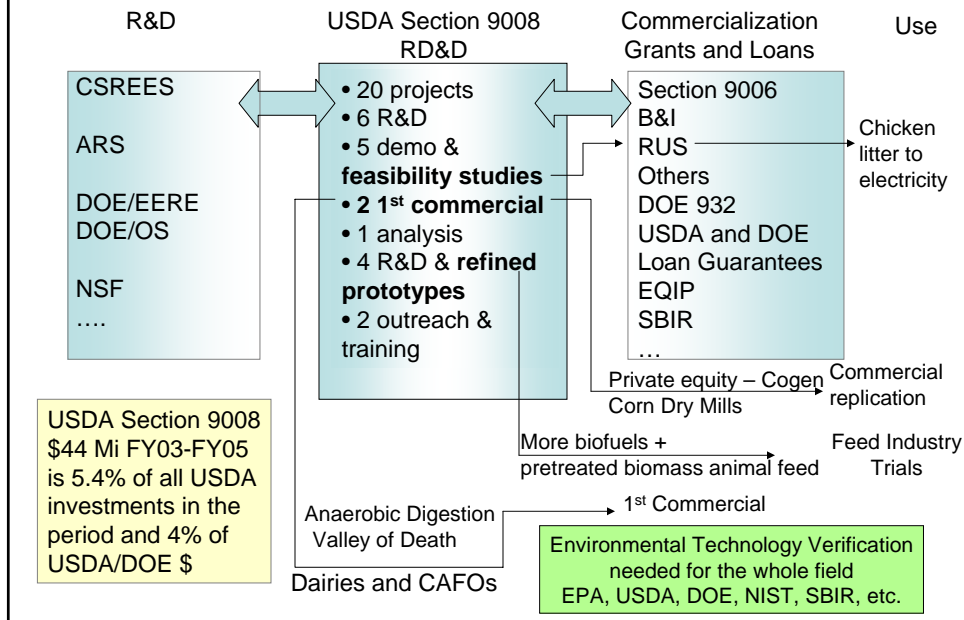 R&D
USDA Section 9008
RD&D
Commercialization
Grants and Loans
Use
CSREES
ARS
DOE/EERE
DOE/OS
NSF
....
• 20 projects
• 6 R&D
• 5 demo &
feasibility studies
• 2 1st commercial
• 1 analysis
• 4 R&D & refined
prototypes
• 2 outreach &
training
Section 9006
B&I
RUS
Others
DOE 932
USDA and DOE
Loan Guarantees
EQIP
SBIR
...
Chicken
litter to
electricity
Private equity – Cogen
Corn Dry Mills
Commercial
replication
More biofuels +
pretreated biomass animal feed
Feed Industry
Trials
Anaerobic Digestion
Valley of Death
1st Commercial
Dairies and CAFOs
USDA Section 9008
$44 Mi FY03-FY05
is 5.4% of all USDA
investments in the
period and 4% of
USDA/DOE $
Environmental Technology Verification
needed for the whole field
EPA, USDA, DOE, NIST, SBIR, etc.